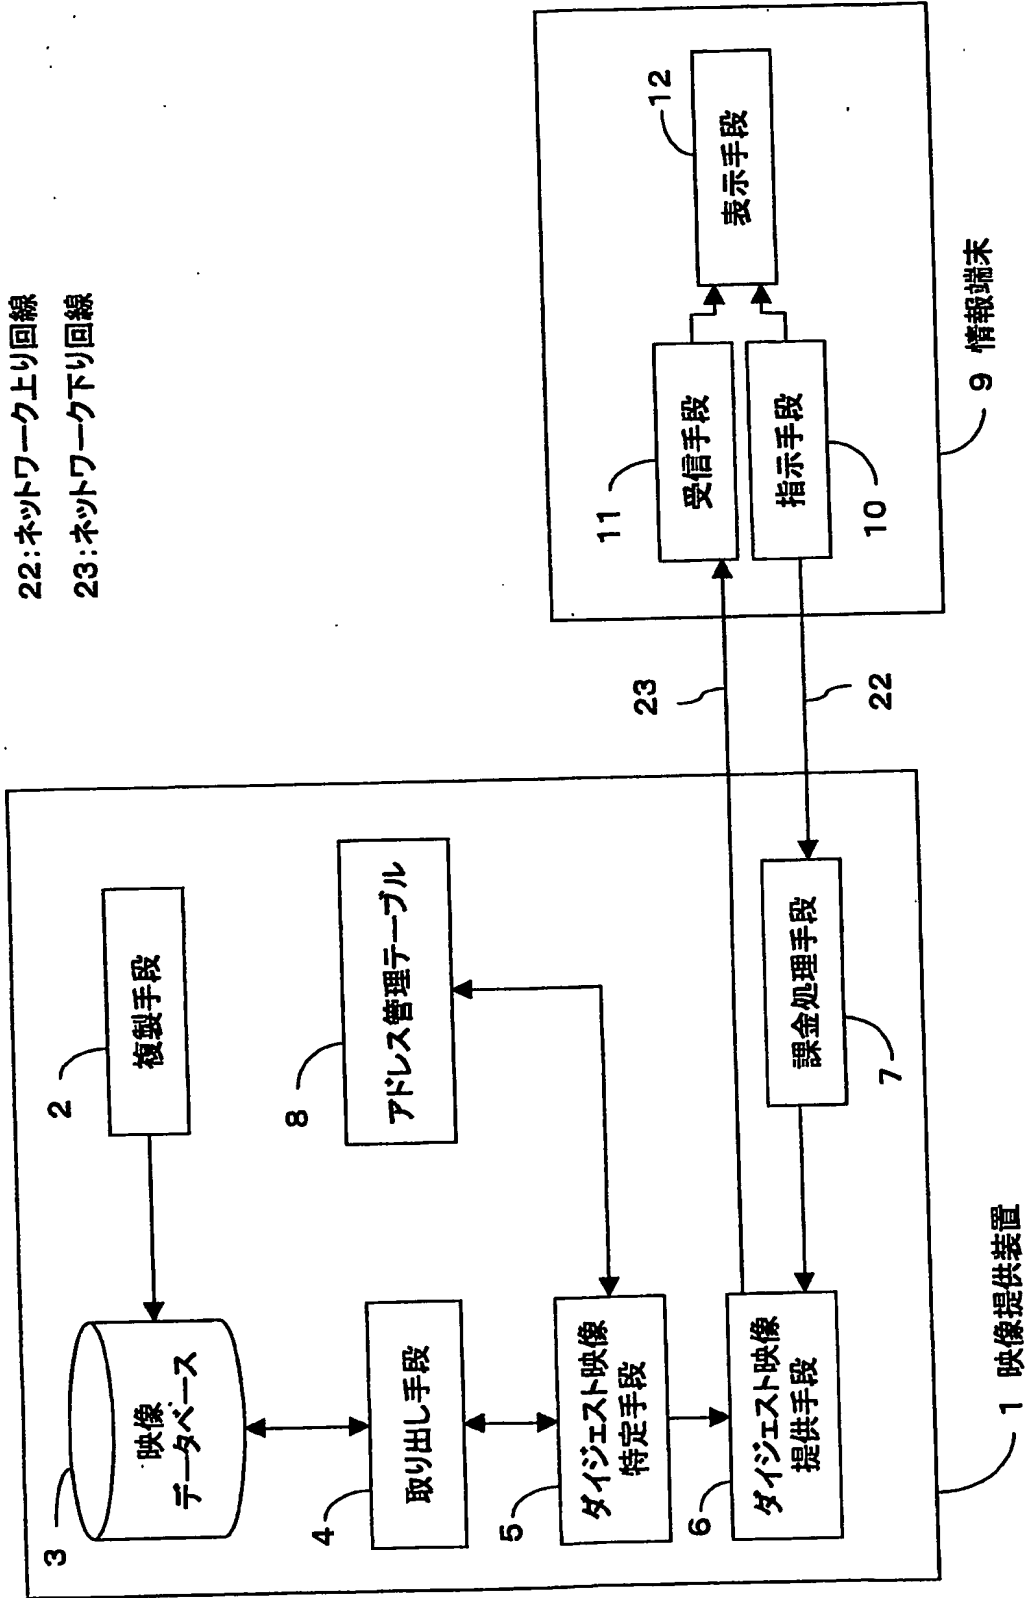 22:ネットワーク上り回線
23:ネットワーク下り回線
3
映像
データベース
2
複製手段
4
取り出し手段
8
アドレス管理テーブル
5
ダイジェスト映像
特定手段
6
ダイジェスト映像
提供手段
課金処理手段
7
1 映像提供装置
23
22
11
受信手段
指示手段
10
12
表示手段
9 情報端末